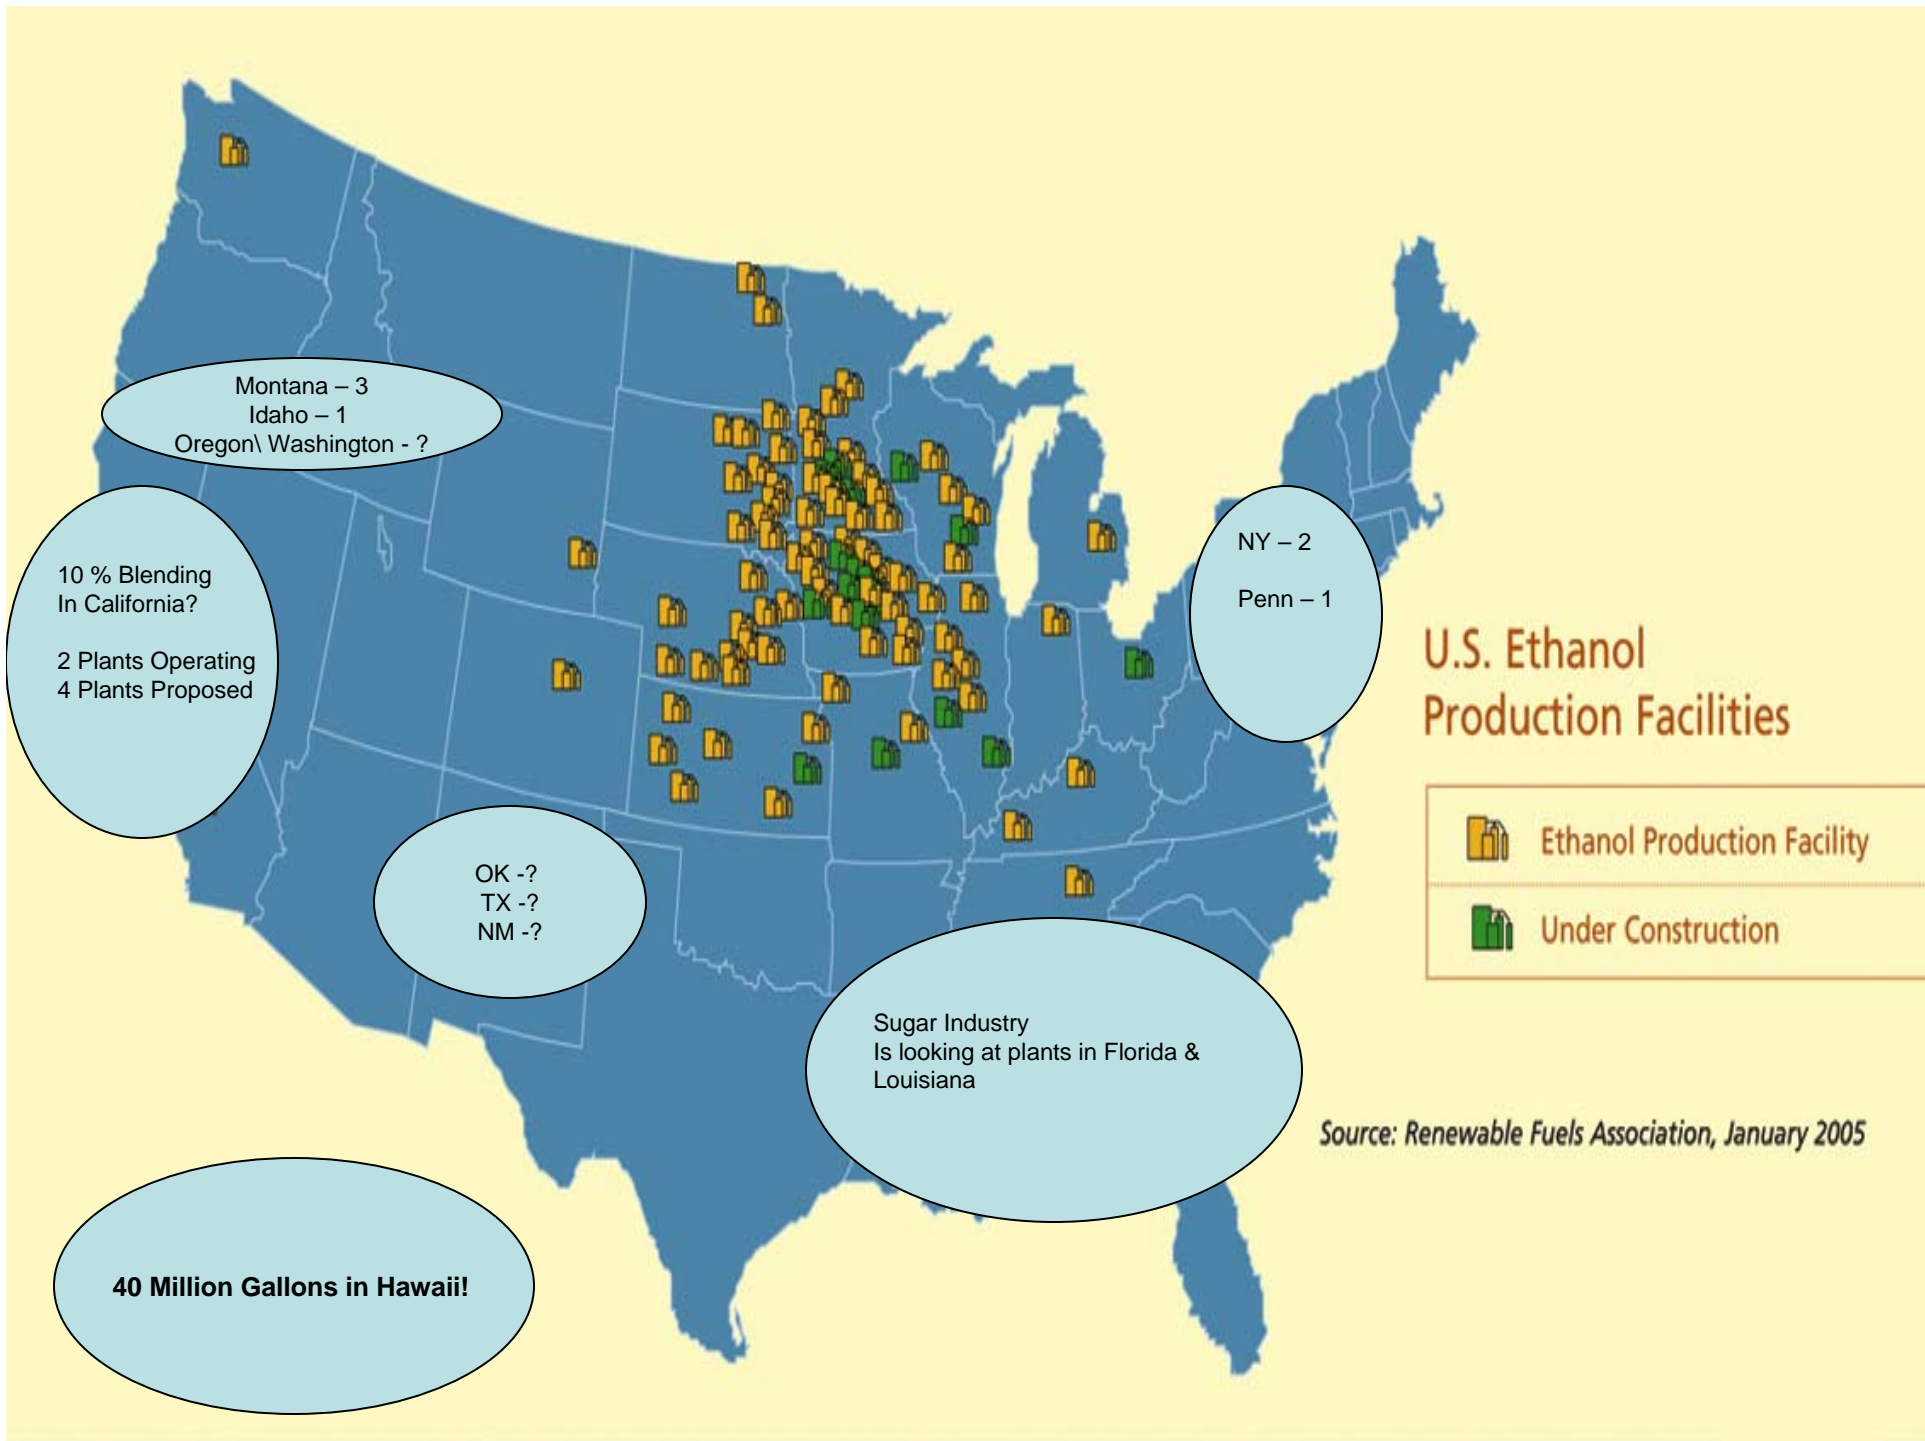 Montana – 3
Idaho – 1
Oregon\ Washington - ?
10 % Blending
In California?
2 Plants Operating
4 Plants Proposed
NY – 2
Penn – 1
U.S. Ethanol
Production Facilities
Ethanol Production Facility
Under Construction
OK -?
TX -?
NM -?
Sugar Industry
Is looking at plants in Florida &
Louisiana
Source: Renewable Fuels Association, January 2005
40 Million Gallons in Hawaii!